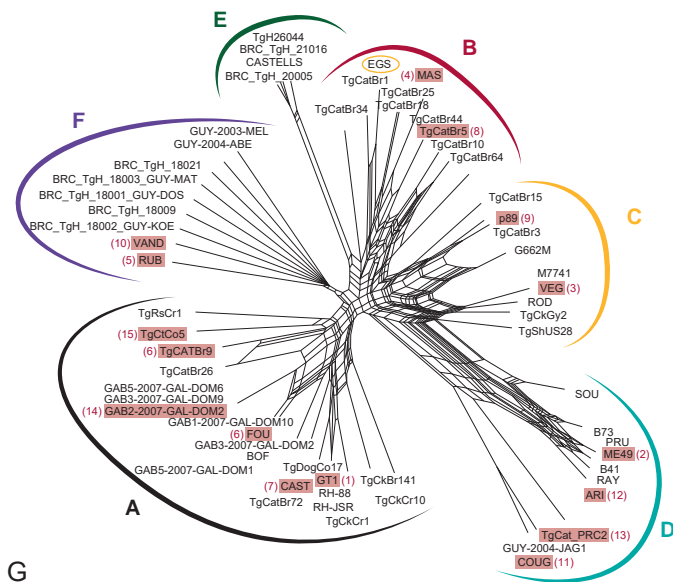 E
TgH26044
BRC_TgH_21016
CASTELLS
BRC_TgH_20005
B
EGS
(4) MAS
TgCatBr1
TgCatBr25
TgCatBr34
TgCatBr18
TgCatBr44
TgCatBr5 (8)
TgCatBr10
TgCatBr64
F
GUY-2003-MEL
GUY-2004-ABE
BRC_TgH_18021
BRC_TgH_18003_GUY-MAT
BRC_TgH_18001_GUY-DOS
BRC_TgH_18009
BRC_TgH_18002_GUY-KOE
(10) VAND
(5) RUB
TgCatBr15
C
p89 (9)
TgCatBr3
G662M
M7741
VEG (3)
ROD
TgCkGy2
TgShUS28
TgRsCr1
(15) TgCtCo5
(6) TgCATBr9
TgCatBr26
GAB5-2007-GAL-DOM6
GAB3-2007-GAL-DOM9
(14) GAB2-2007-GAL-DOM2
GAB1-2007-GAL-DOM10
(6) FOU
GAB3-2007-GAL-DOM2
BOF
GAB5-2007-GAL-DOM1
TgDogCo17
A
(7) CAST
GT1 (1)
TgCatBr72
RH-88
RH-JSR
TgCkCr1
TgCkBr141
TgCkCr10
SOU
B73
PRU
ME49 (2)
B41
RAY
ARI (12)
TgCat_PRC2 (13)
D
GUY-2004-JAG1
COUG (11)
G